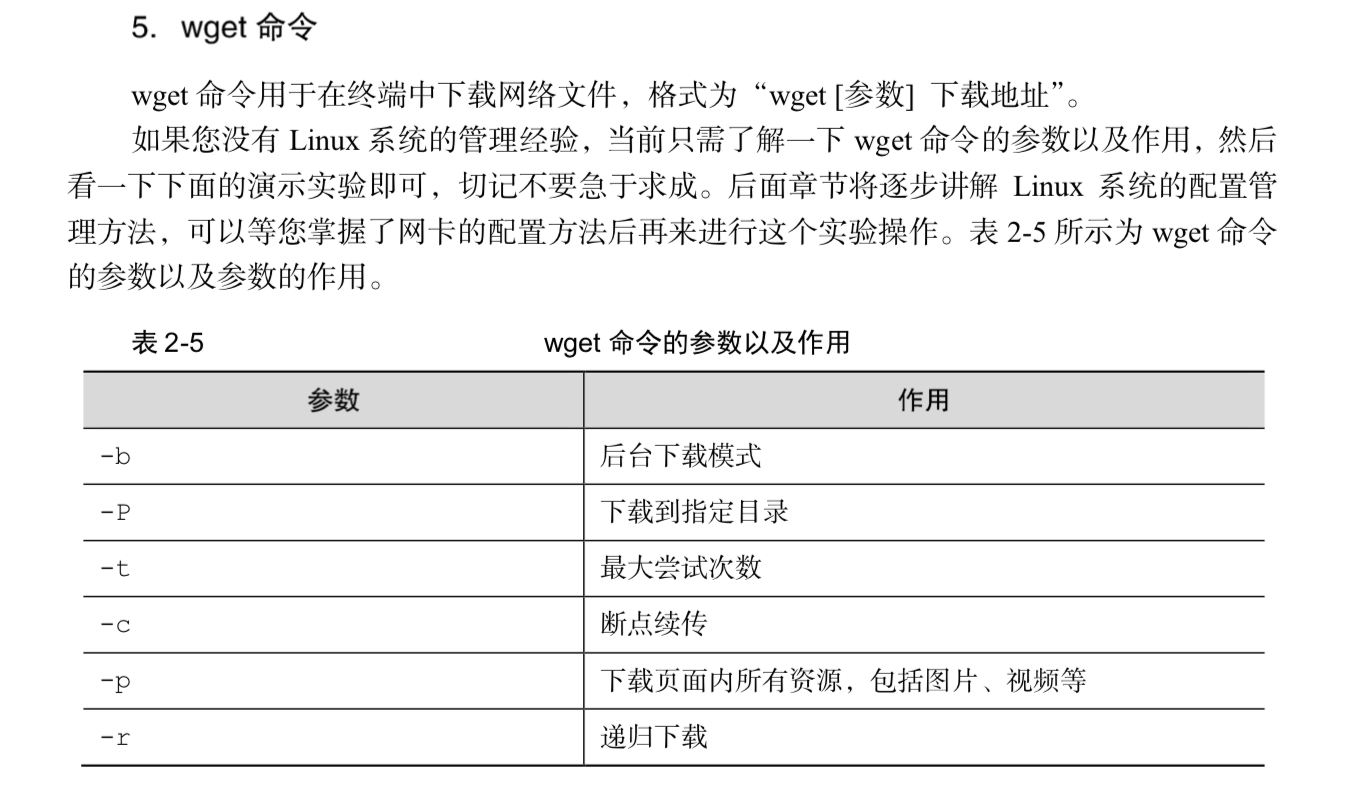 5. wget 命令
wget 命令用于在终端中下载网络文件，格式为“wget [参数] 下载地址”。
如果您没有 Linux 系统的管理经验，当前只需了解一下 wget 命令的参数以及作用，然后
看一下下面的演示实验即可，切记不要急于求成。后面章节将逐步讲解 Linux 系统的配置管
理方法，可以等您掌握了网卡的配置方法后再来进行这个实验操作。表 2-5 所示为 wget 命令
的参数以及参数的作用。
表 2-5 wget 命令的参数以及作用
参数 作用
-b 后台下载模式
-P 下载到指定目录
-t 最大尝试次数
-c 断点续传
-p 下载页面内所有资源，包括图片、视频等
-r 递归下载